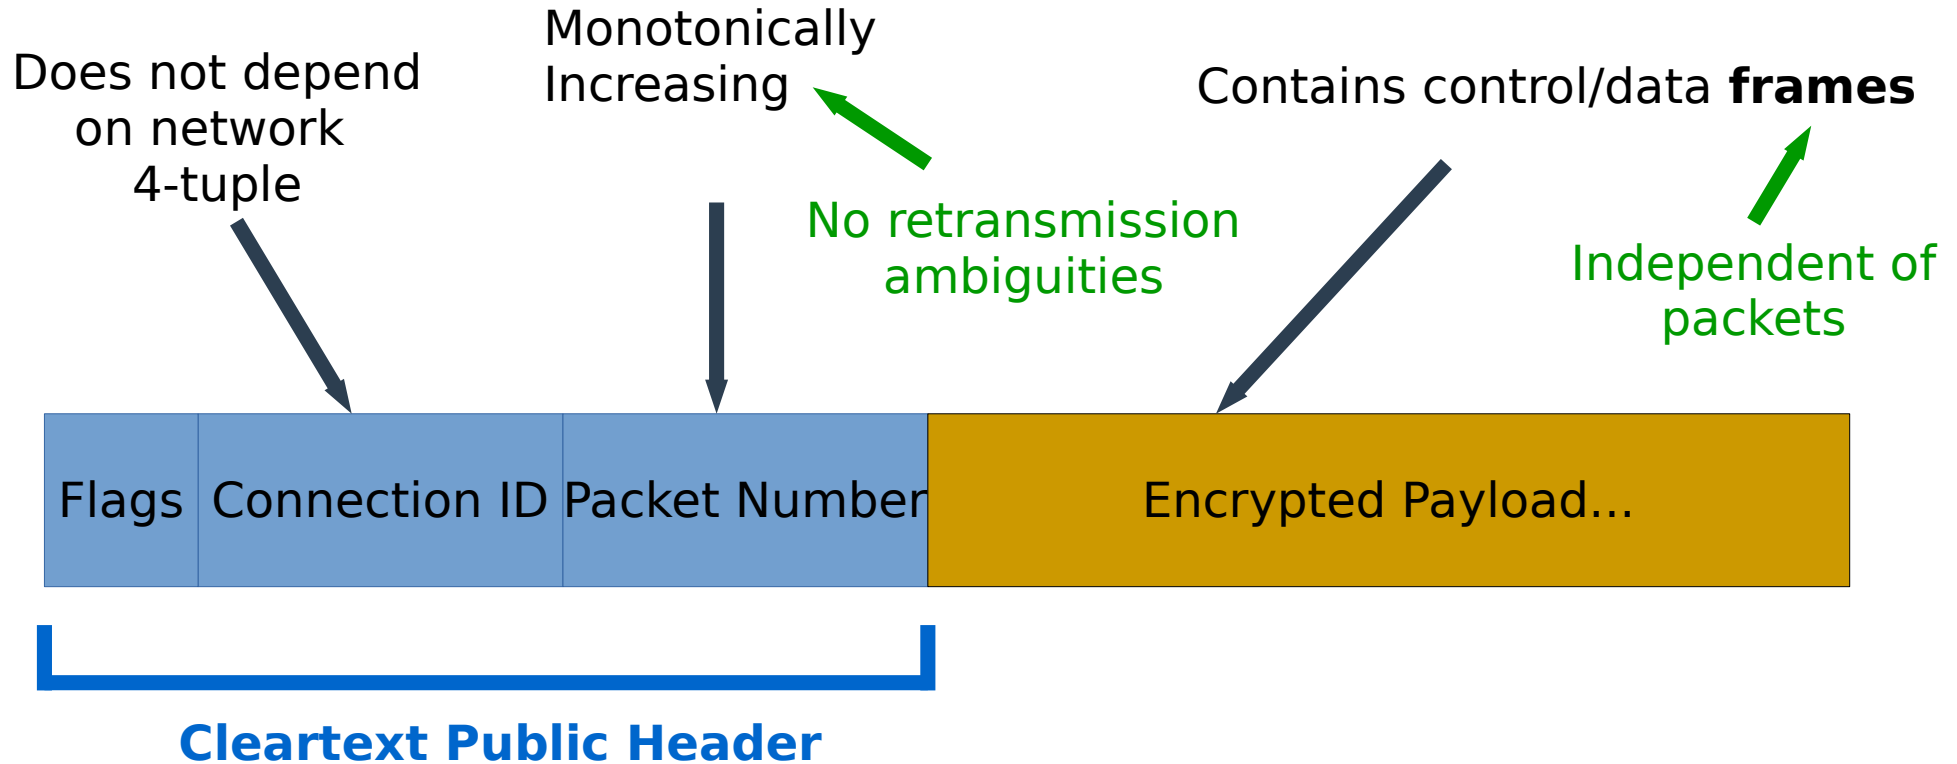 Does not depend
on network
4-tuple
Monotonically
Increasing
No retransmission
ambiguities
Contains control/data frames
Independent of
packets
Flags
Connection ID
Packet Number
Encrypted Payload...
Cleartext Public Header